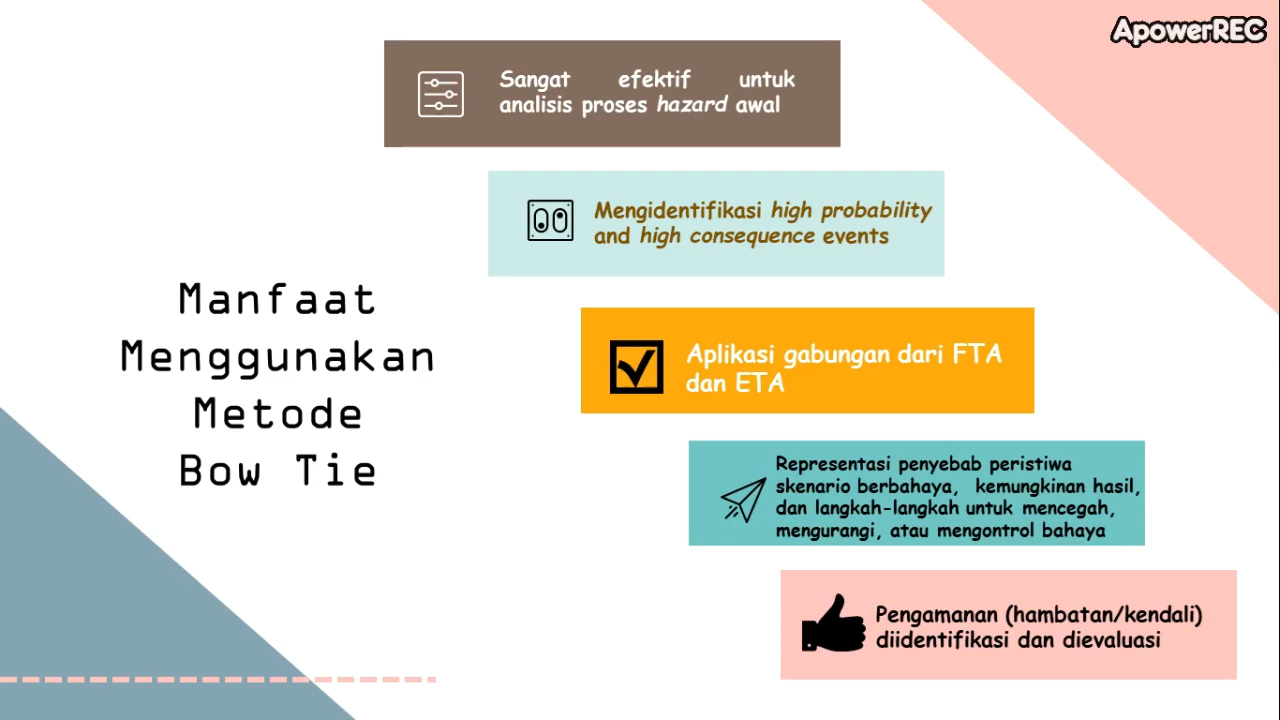 ApowerREC
Sangat efektif untuk
analisis proses hazard awal
Mengidentifikasi high probability
and high consequence events
Manfaat
Menggunakan
Metode
Bow Tie
Aplikasi gabungan dari FTA
dan ETA
Representasi penyebab peristiwa
skenario berbahaya, kemungkinan hasil,
dan langkah-langkah untuk mencegah,
mengurangi, atau mengontrol bahaya
Pengamanan (hambatan/kendali)
diidentifikasi dan dievaluasi